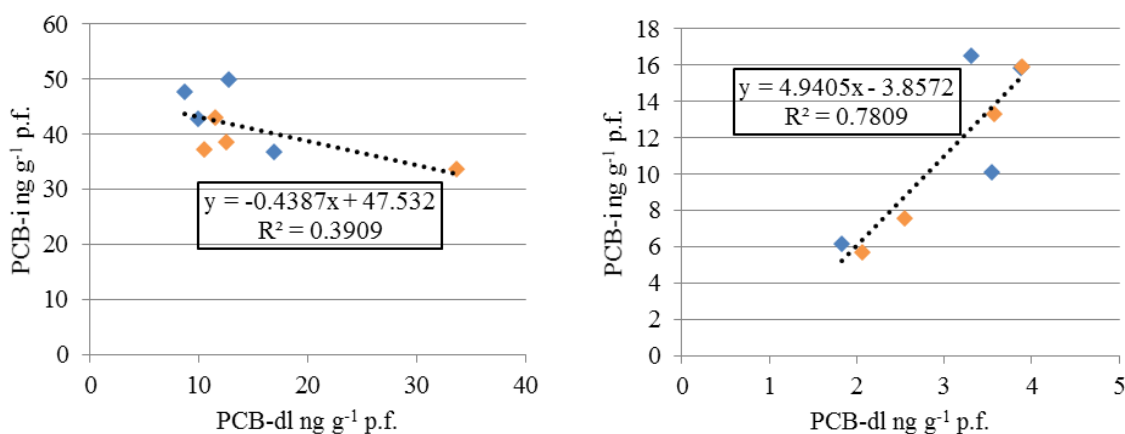 60
50
40
30
20
10
0
PCB-i ng g⁻¹ p.f.
y = -0.4387x + 47.532
R² = 0.3909
0 10 20 30 40
PCB-dl ng g⁻¹ p.f.
18
16
14
12
10
8
6
4
2
0
PCB-i ng g⁻¹ p.f.
y = 4.9405x - 3.8572
R² = 0.7809
0 1 2 3 4 5
PCB-dl ng g⁻¹ p.f.